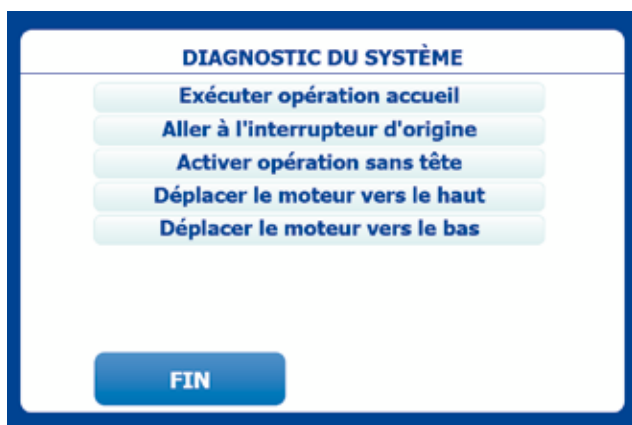 DIAGNOSTIC DU SYSTÈME
Exécuter opération accueil
Aller à l'interrupteur d'origine
Activer opération sans tête
Déplacer le moteur vers le haut
Déplacer le moteur vers le bas
FIN